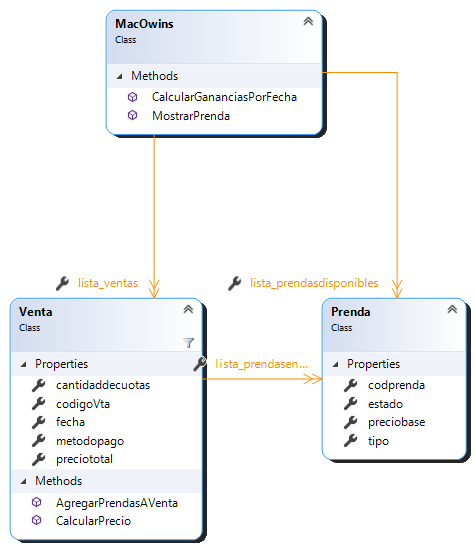 MacOwins
Class
Methods
CalcularGananciasPorFecha
MostrarPrenda
lista_ventas
lista_prendasdisponibles
Venta
Class
Properties
cantidaddecuotas
codigoVta
fecha
metodopago
preciototal
Methods
AgregarPrendasAVenta
CalcularPrecio
lista_prendasen...
Prenda
Class
Properties
codprenda
estado
preciobase
tipo